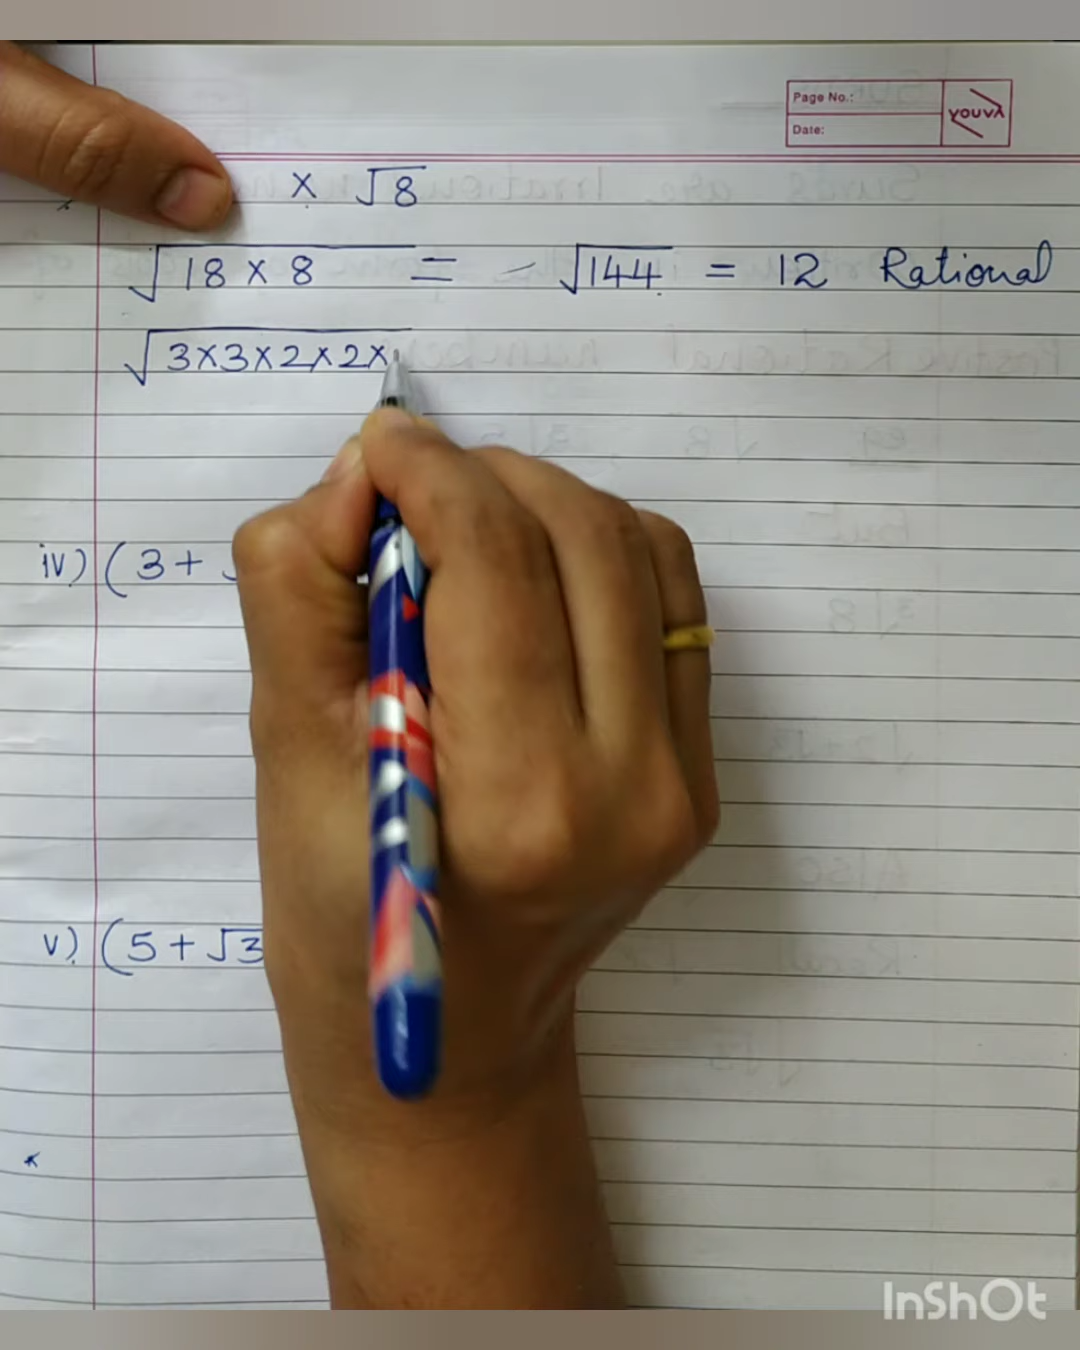 Page No.:
Date:
youva
× √8
√18 × 8 = √144 = 12 Rational
√3×3×2×2×
iv) (3 +
v) (5 + √3
*
InShOt